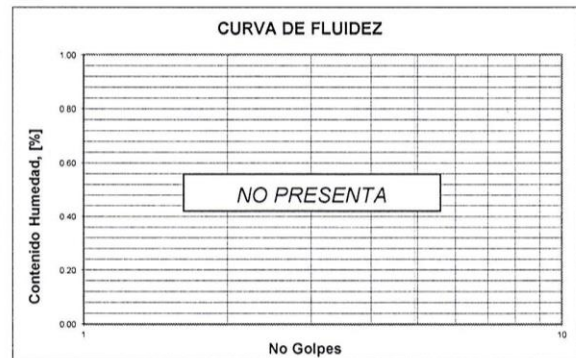 CURVA DE FLUIDEZ
Contenido Humedad, [%]
1.00
0.80
0.60
0.40
0.20
0.00
NO PRESENTA
1
10
No Golpes